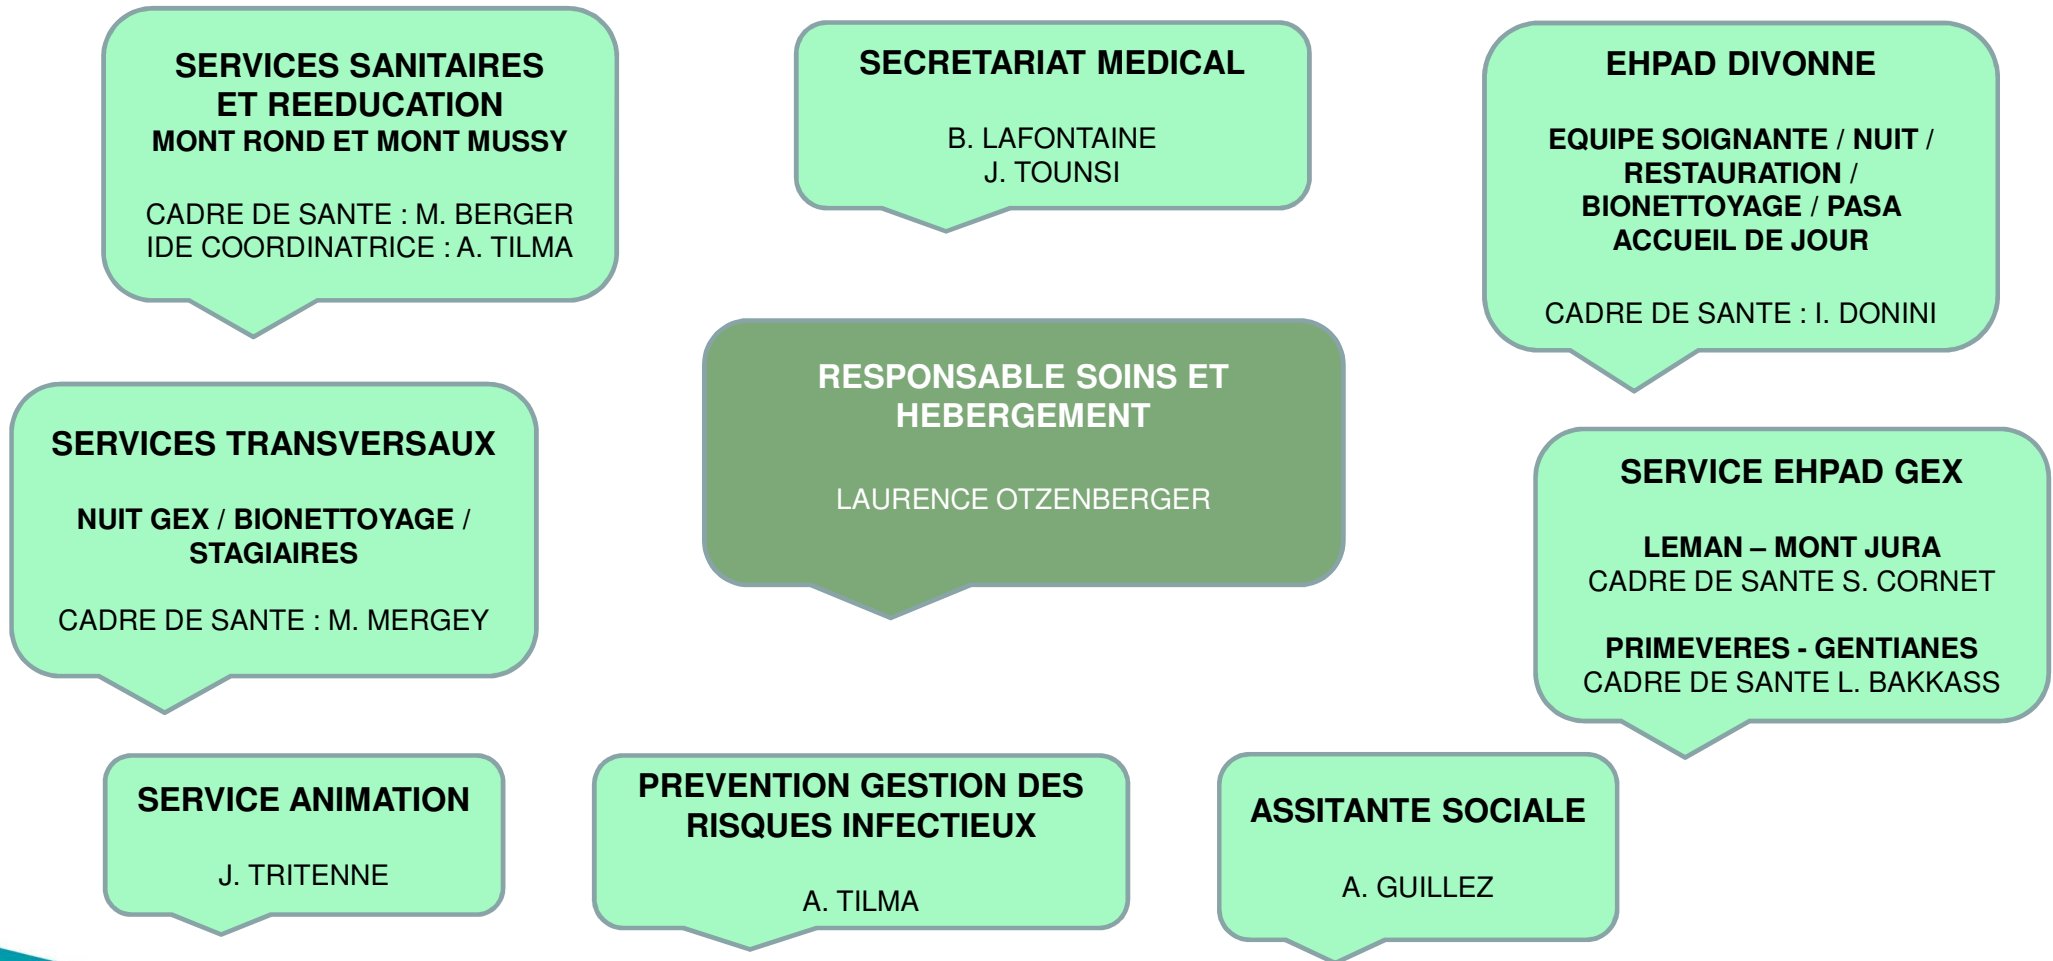 SERVICES SANITAIRES
ET REEDUCATION
MONT ROND ET MONT MUSSY
CADRE DE SANTE : M. BERGER
IDE COORDINATRICE : A. TILMA
SECRETARIAT MEDICAL
B. LAFONTAINE
J. TOUNSI
EHPAD DIVONNE
EQUIPE SOIGNANTE / NUIT /
RESTAURATION /
BIONETTOYAGE / PASA
ACCUEIL DE JOUR
CADRE DE SANTE : I. DONINI
RESPONSABLE SOINS ET
HEBERGEMENT
LAURENCE OTZENBERGER
SERVICES TRANSVERSAUX
NUIT GEX / BIONETTOYAGE /
STAGIAIRES
CADRE DE SANTE : M. MERGEY
SERVICE EHPAD GEX
LEMAN – MONT JURA
CADRE DE SANTE S. CORNET
PRIMEVERES - GENTIANES
CADRE DE SANTE L. BAKKASS
SERVICE ANIMATION
J. TRITENNE
PREVENTION GESTION DES
RISQUES INFECTIEUX
A. TILMA
ASSITANTE SOCIALE
A. GUILLEZ